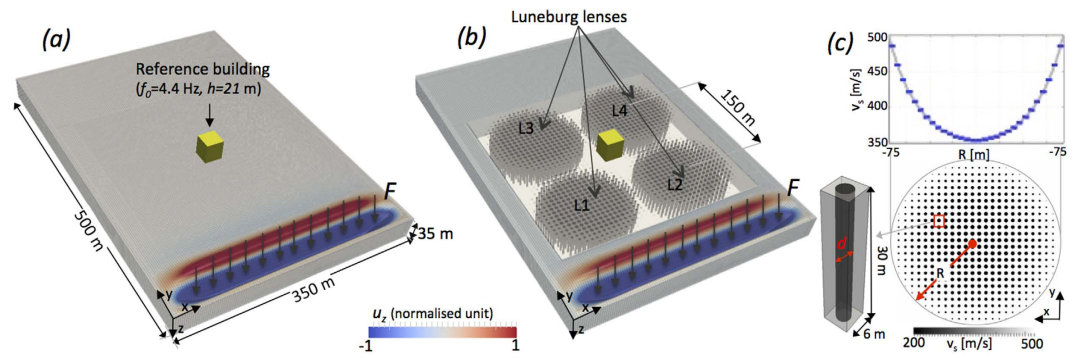 (a)
Reference building
(f₀=4.4 Hz, h=21 m)
500 m
350 m
35 m
F
y
x
z
u_z (normalised unit)
-1
1
(b)
Luneburg lenses
150 m
L3
L4
L1
L2
F
y
x
z
(c)
500
450
400
350
v_s [m/s]
-75
R [m]
-75
d
30 m
6 m
R
y
x
200
v_s [m/s]
500